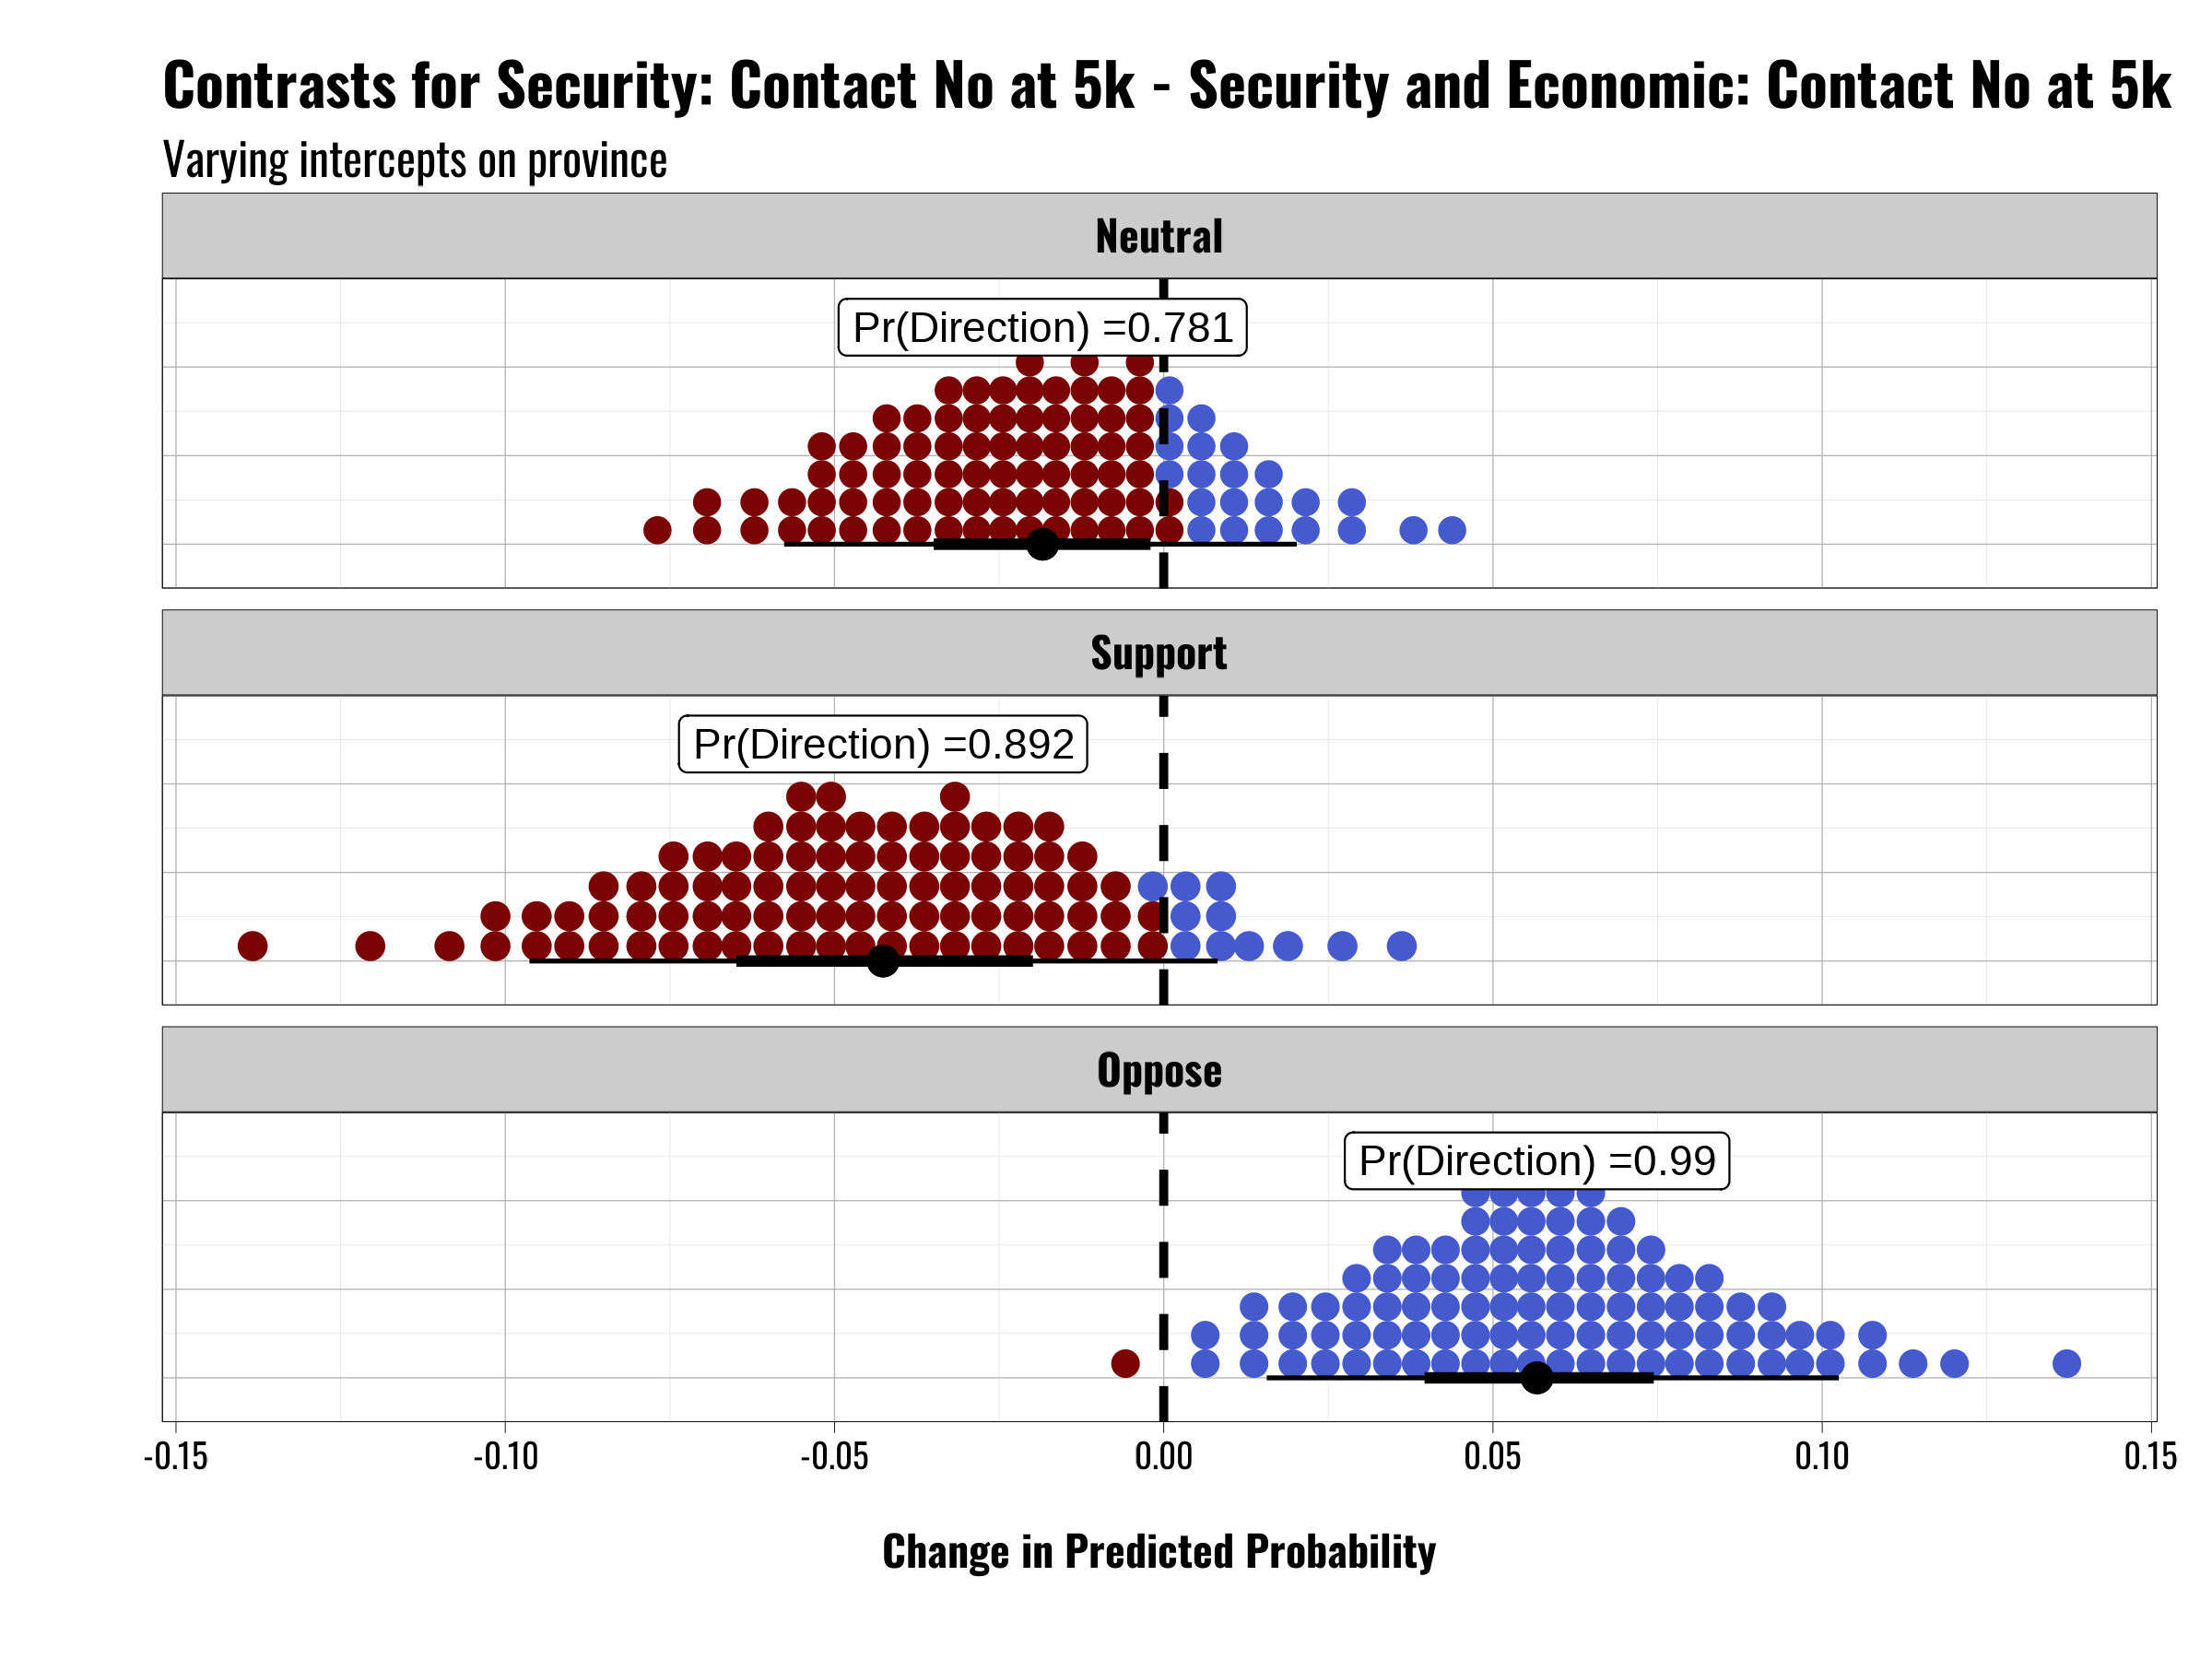 Contrasts for Security: Contact No at 5k - Security and Economic: Contact No at 5k
Varying intercepts on province
Neutral
Pr(Direction) =0.781
Support
Pr(Direction) =0.892
Oppose
Pr(Direction) =0.99
-0.15 -0.10 -0.05 0.00 0.05 0.10 0.15
Change in Predicted Probability